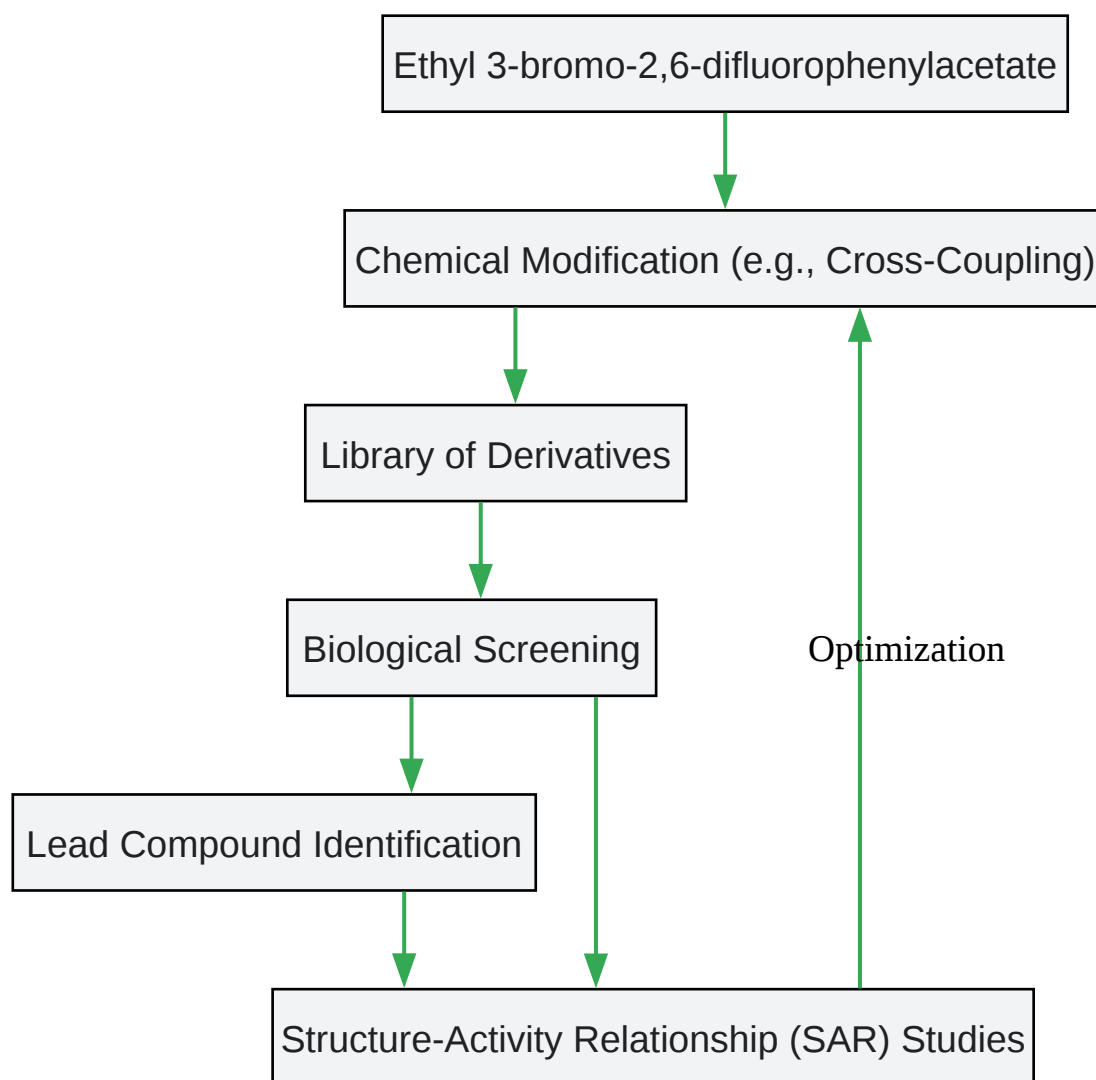 Ethyl 3-bromo-2,6-difluorophenylacetate
Chemical Modification (e.g., Cross-Coupling)
Library of Derivatives
Biological Screening
Optimization
Lead Compound Identification
Structure-Activity Relationship (SAR) Studies